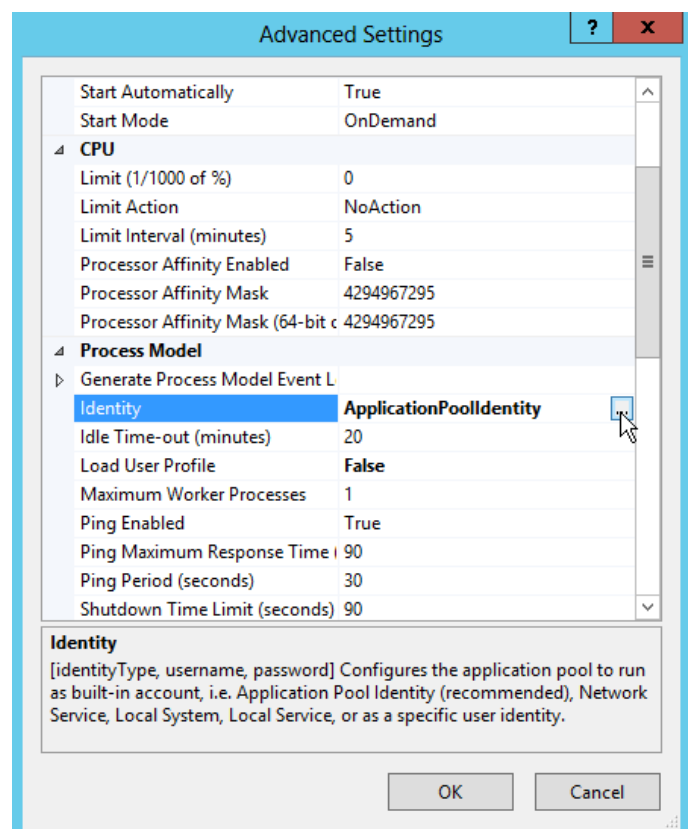 Advanced Settings
?
x
Start Automatically True
Start Mode OnDemand
CPU
Limit (1/1000 of %) 0
Limit Action NoAction
Limit Interval (minutes) 5
Processor Affinity Enabled False
Processor Affinity Mask 4294967295
Processor Affinity Mask (64-bit c 4294967295
Process Model
Generate Process Model Event L
Identity ApplicationPoolIdentity ...
Idle Time-out (minutes) 20
Load User Profile False
Maximum Worker Processes 1
Ping Enabled True
Ping Maximum Response Time ( 90
Ping Period (seconds) 30
Shutdown Time Limit (seconds) 90
Identity
[identityType, username, password] Configures the application pool to run
as built-in account, i.e. Application Pool Identity (recommended), Network
Service, Local System, Local Service, or as a specific user identity.
OK Cancel